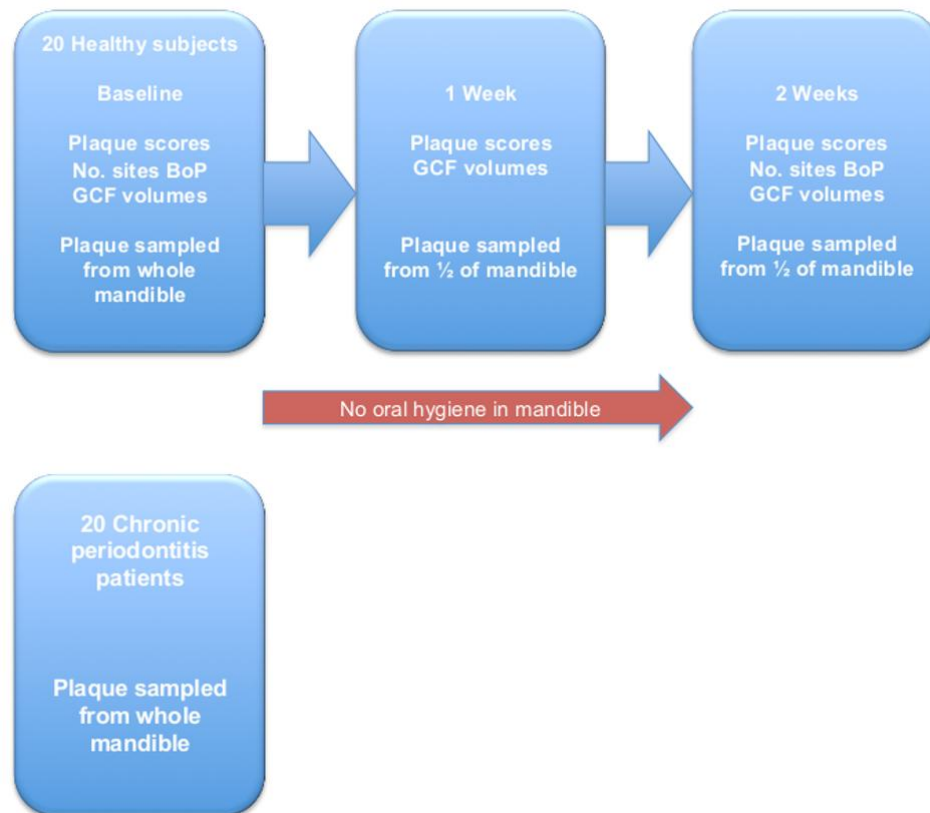 20 Healthy subjects
Baseline
Plaque scores
No. sites BoP
GCF volumes
Plaque sampled
from whole
mandible
1 Week
Plaque scores
GCF volumes
Plaque sampled
from ½ of mandible
2 Weeks
Plaque scores
No. sites BoP
GCF volumes
Plaque sampled
from ½ of mandible
No oral hygiene in mandible
20 Chronic
periodontitis
patients
Plaque sampled
from whole
mandible